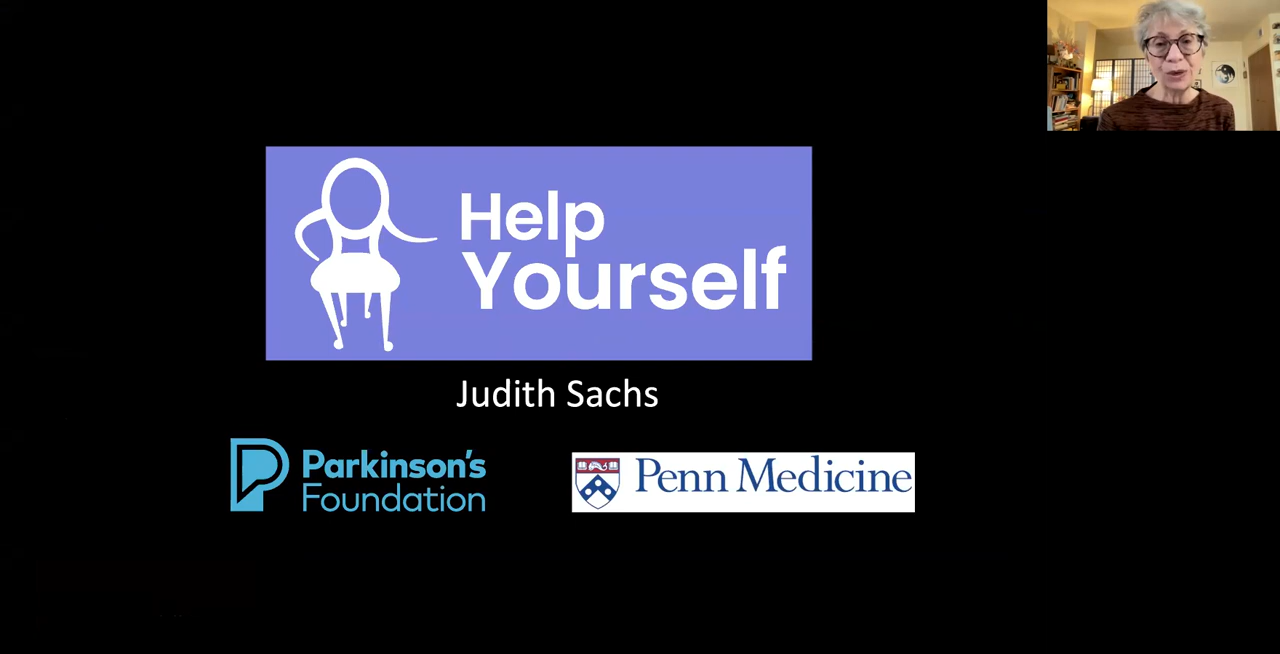 Help
Yourself
Judith Sachs
Parkinson's
Foundation
Penn Medicine